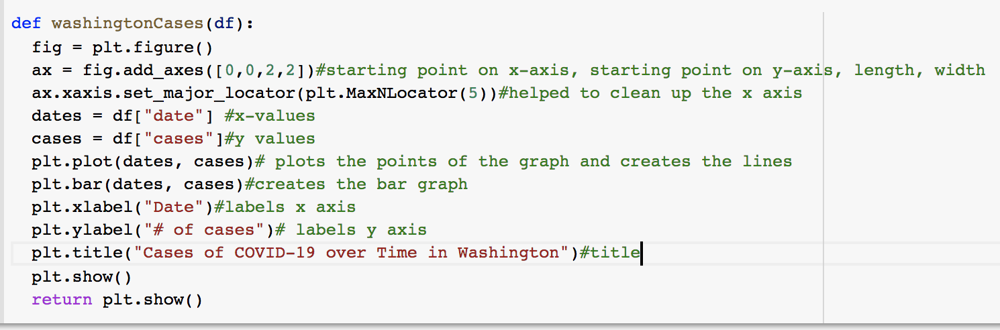 def washingtonCases(df):
  fig = plt.figure()
  ax = fig.add_axes([0,0,2,2])#starting point on x-axis, starting point on y-axis, length, width
  ax.xaxis.set_major_locator(plt.MaxNLocator(5))#helped to clean up the x axis
  dates = df["date"] #x-values
  cases = df["cases"]#y values
  plt.plot(dates, cases)# plots the points of the graph and creates the lines
  plt.bar(dates, cases)#creates the bar graph
  plt.xlabel("Date")#labels x axis
  plt.ylabel("# of cases")# labels y axis
  plt.title("Cases of COVID-19 over Time in Washington")#title
  plt.show()
  return plt.show()